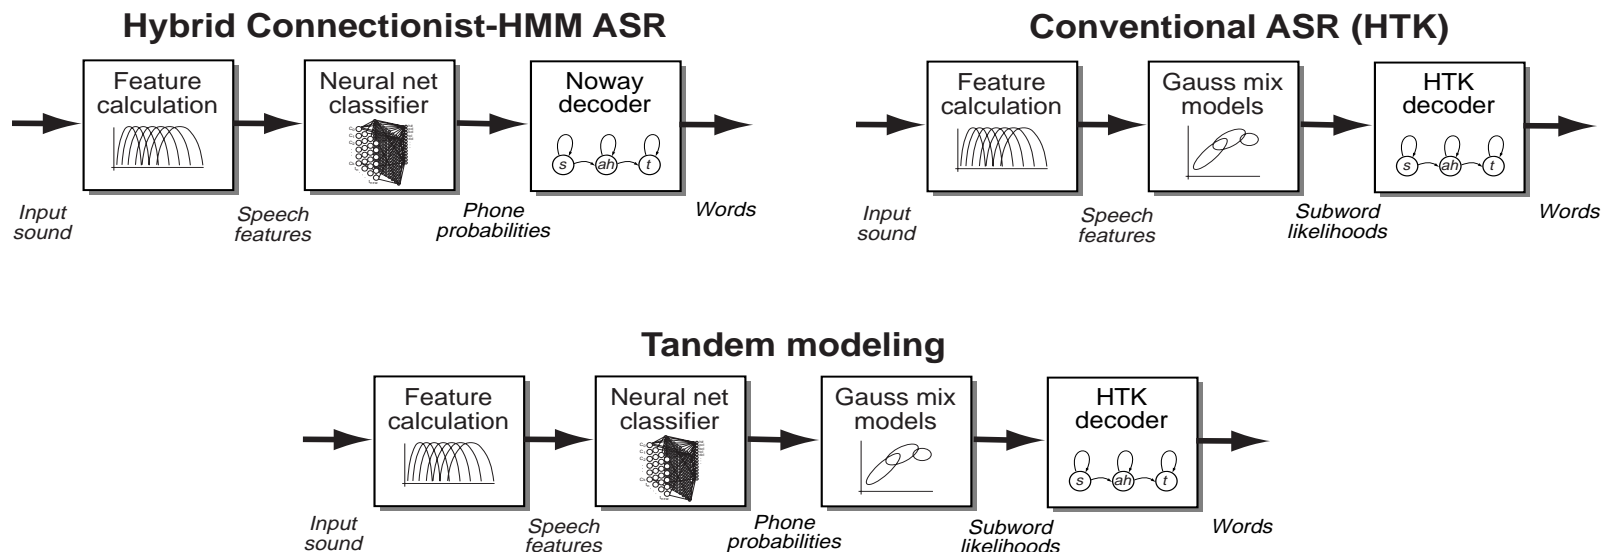 Hybrid Connectionist-HMM ASR
Feature
calculation
Neural net
classifier
Noway
decoder
s ah t
Input
sound
Speech
features
Phone
probabilities
Words
Conventional ASR (HTK)
Feature
calculation
Gauss mix
models
HTK
decoder
s ah t
Input
sound
Speech
features
Subword
likelihoods
Words
Tandem modeling
Feature
calculation
Neural net
classifier
Gauss mix
models
HTK
decoder
s ah t
Input
sound
Speech
features
Phone
probabilities
Subword
likelihoods
Words